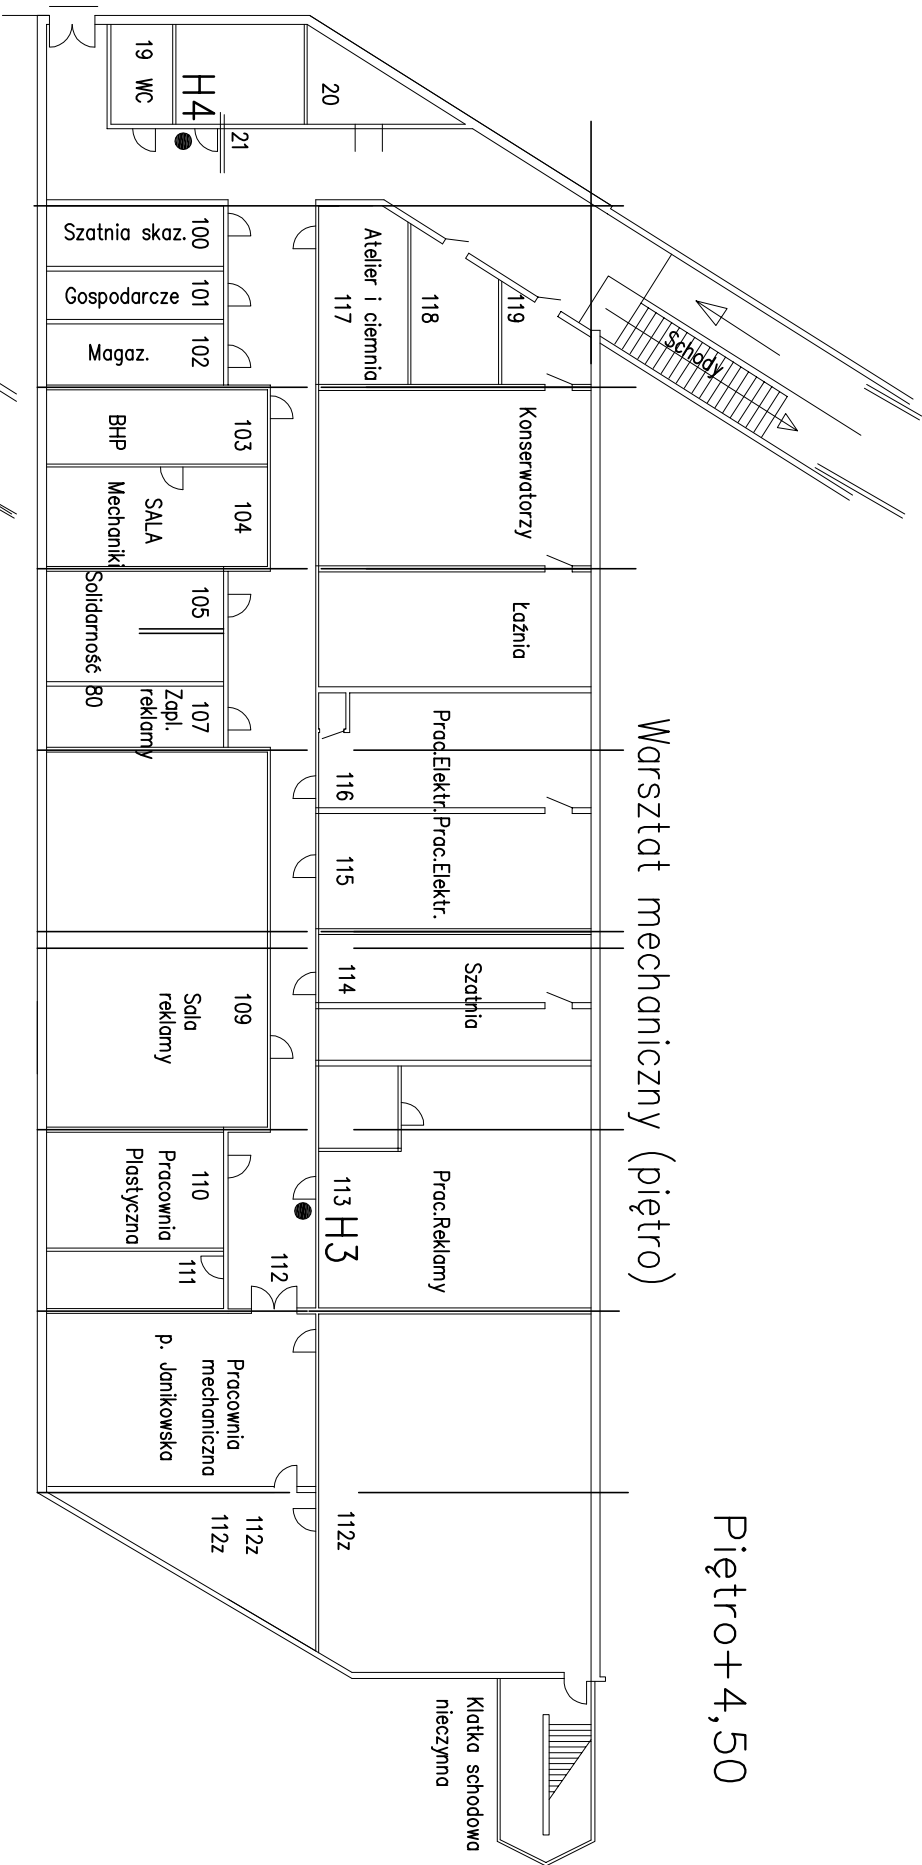 Piętro+4,50
Warsztat mechaniczny (piętro)
Schody
20
19 WC
H4
21
119
118
Atelier i ciemnia
117
Konserwatorzy
Łaźnia
Prac.Elektr.
116
Prac.Elektr.
115
Szatnia
114
Prac.Reklamy
113
H3
112
112z
112z
112z
Klatka schodowa
nieczynna
100
Szatnia skaz.
101
Gospodarcze
102
Magaz.
103
BHP
104
SALA
Mechaniki
105
Solidarność 80
107
Zapl.
reklamy
109
Sala
reklamy
110
Pracownia
Plastyczna
111
Pracownia
mechaniczna
p. Janikowska